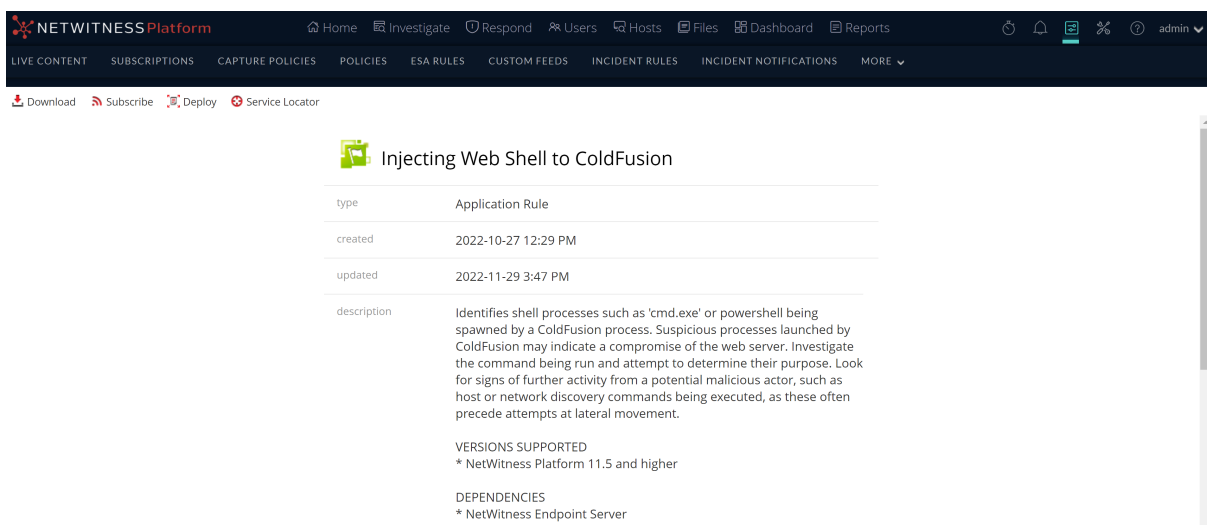 NETWITNESS Platform Home Investigate Respond Users Hosts Files Dashboard Reports admin
LIVE CONTENT SUBSCRIPTIONS CAPTURE POLICIES POLICIES ESA RULES CUSTOM FEEDS INCIDENT RULES INCIDENT NOTIFICATIONS MORE
Download Subscribe Deploy Service Locator
Injecting Web Shell to ColdFusion
type Application Rule
created 2022-10-27 12:29 PM
updated 2022-11-29 3:47 PM
description Identifies shell processes such as 'cmd.exe' or powershell being
spawned by a ColdFusion process. Suspicious processes launched by
ColdFusion may indicate a compromise of the web server. Investigate
the command being run and attempt to determine their purpose. Look
for signs of further activity from a potential malicious actor, such as
host or network discovery commands being executed, as these often
precede attempts at lateral movement.
VERSIONS SUPPORTED
* NetWitness Platform 11.5 and higher
DEPENDENCIES
* NetWitness Endpoint Server